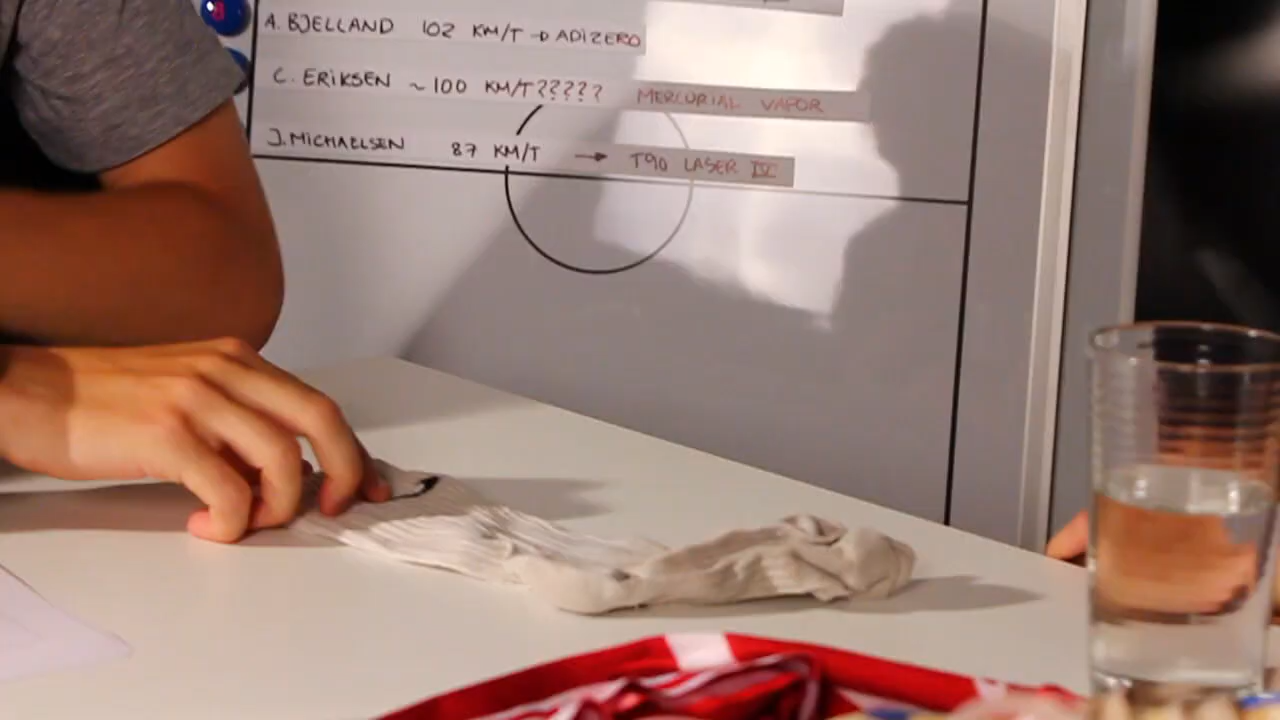 A. BJELLAND 102 KM/T → ADIZERO
C. ERIKSEN ~100 KM/T????? MERCURIAL VAPOR
J. MICHAELSEN 87 KM/T → T90 LASER IV